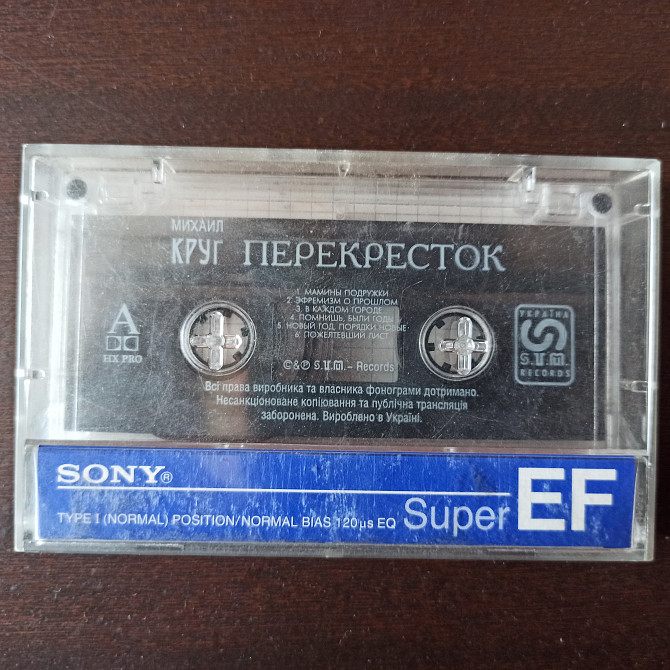 МИХАИЛ
КРУГ ПЕРЕКРЕСТОК
1. МАМИНЫ ПОДРУЖКИ
2. ЭФРЕМИЗМ О ПРОШЛОМ
3. В КАЖДОМ ГОРОДЕ
4. ПОМНИШЬ, БЫЛИ ГОДЫ
5. НОВЫЙ ГОД, ПОРЯДКИ НОВЫЕ
6. ПОЖЕЛТЕВШИЙ ЛИСТ
A
HX PRO
УКРАЇНА
S.U.M.
RECORDS
©&℗ S.U.M. – Records
Всі права виробника та власника фонограми дотримано.
Несанкціоноване копіювання та публічна трансляція
заборонена. Вироблено в Україні.
SONY®
TYPE I (NORMAL) POSITION/NORMAL BIAS 120µs EQ Super EF